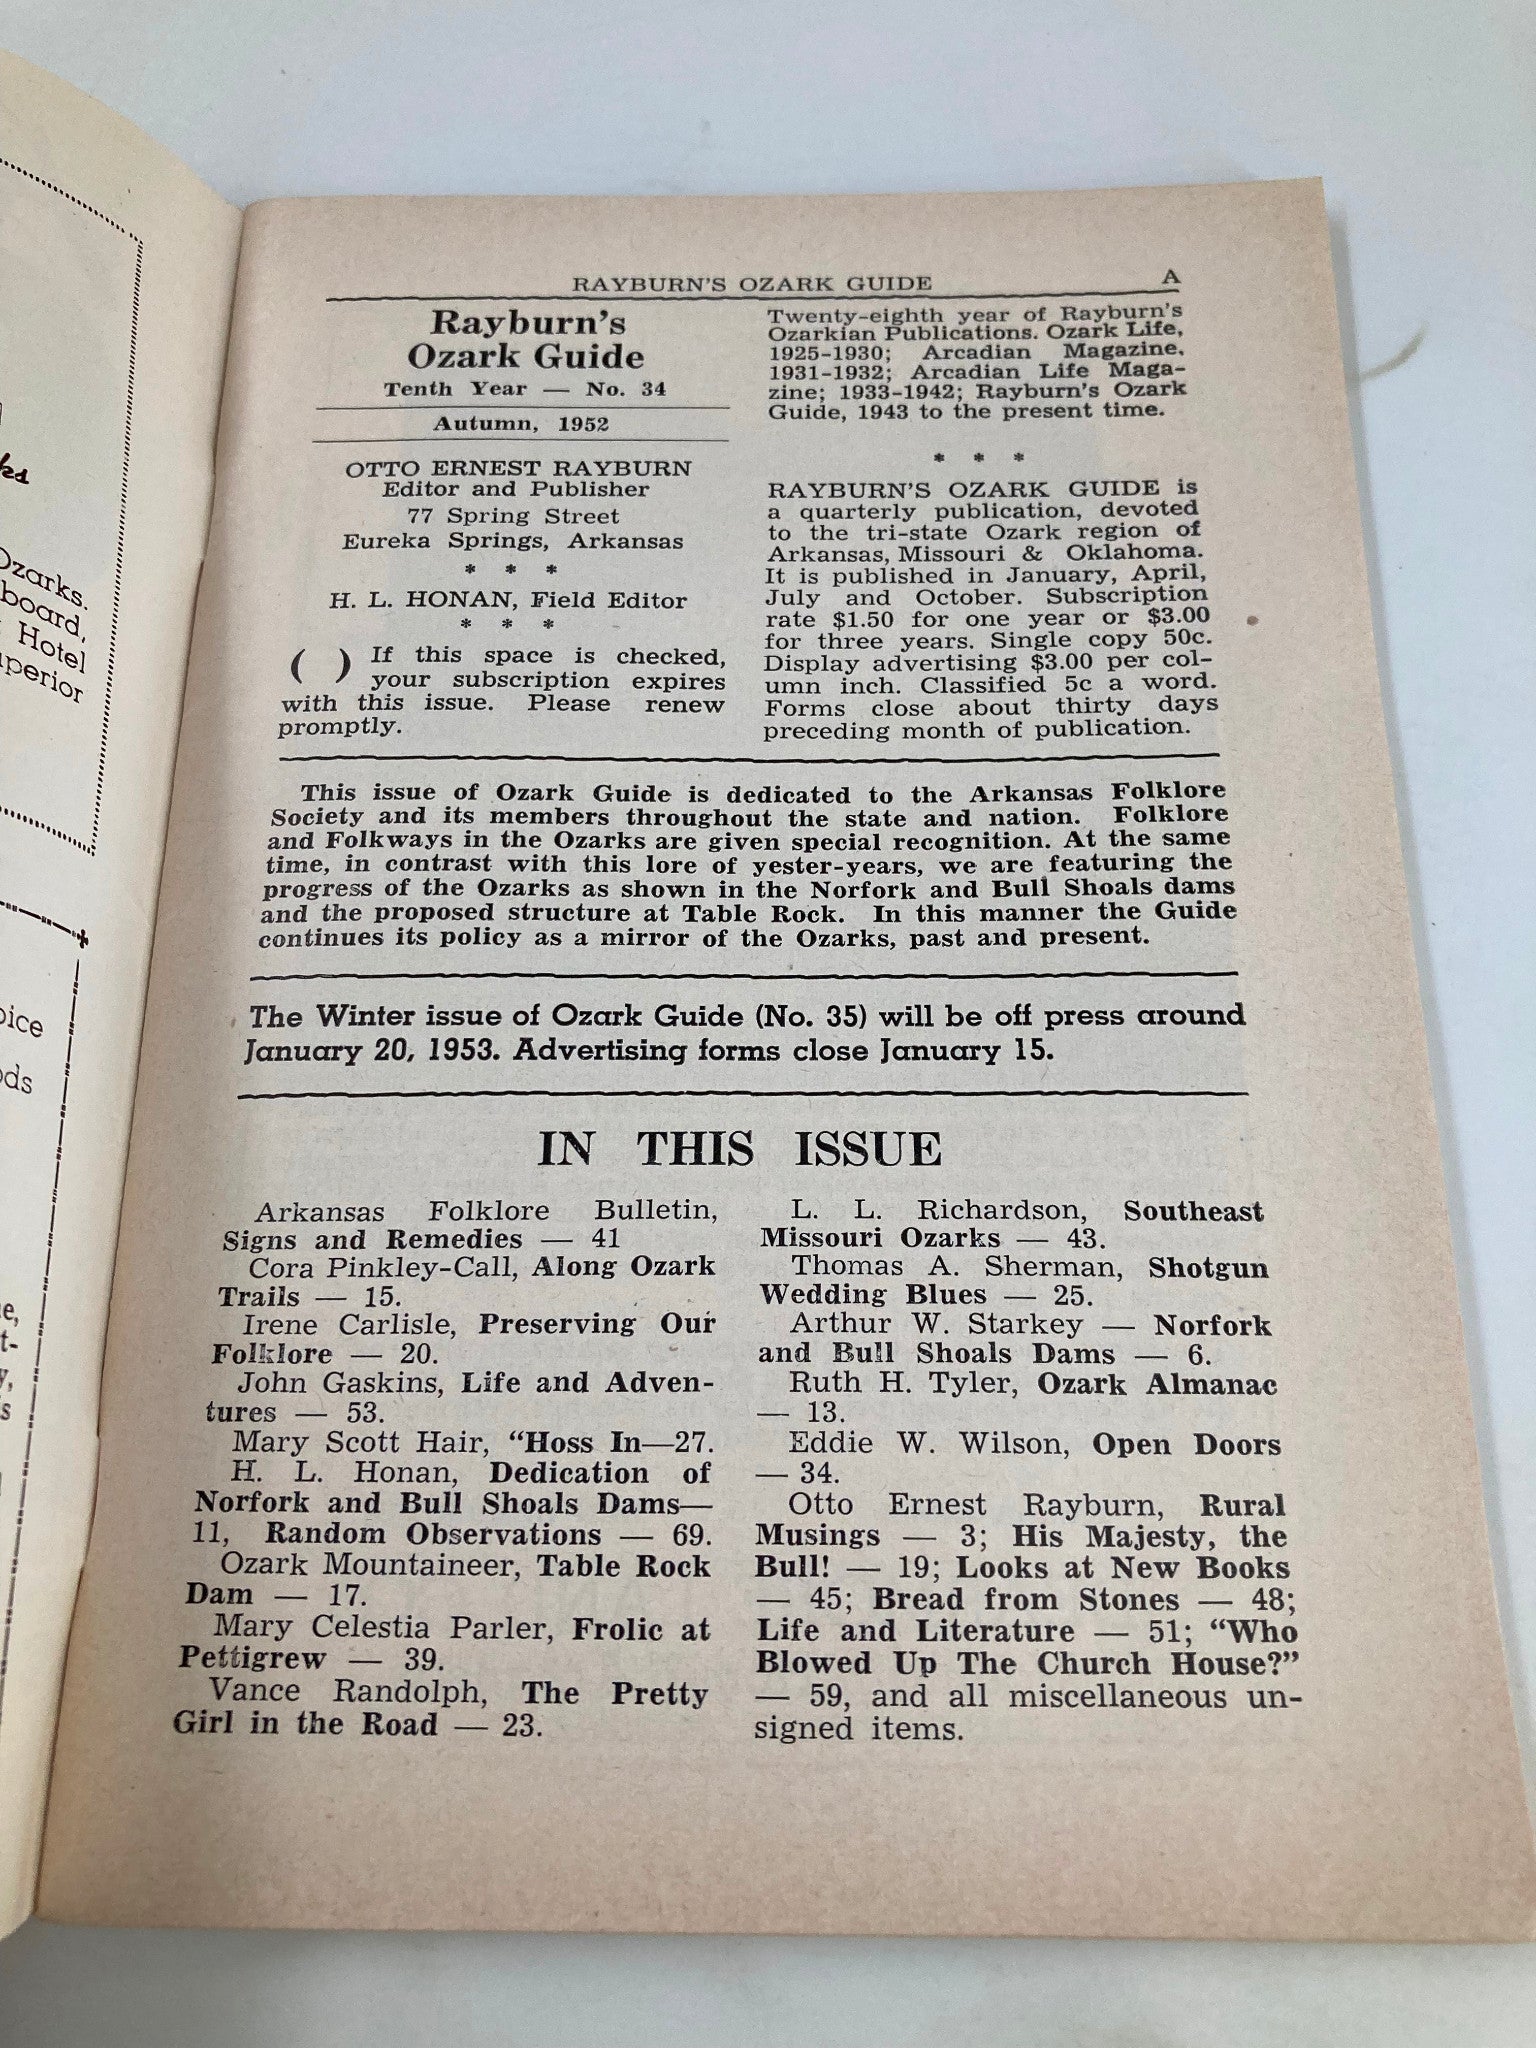 ks
Ozarks.
board,
Hotel
uperior
oice
ods
RAYBURN'S OZARK GUIDE A
Rayburn's
Ozark Guide
Tenth Year — No. 34
Autumn, 1952
OTTO ERNEST RAYBURN
Editor and Publisher
77 Spring Street
Eureka Springs, Arkansas
* * *
H. L. HONAN, Field Editor
* * *
( ) If this space is checked,
your subscription expires
with this issue. Please renew
promptly.
Twenty-eighth year of Rayburn's
Ozarkian Publications. Ozark Life,
1925-1930; Arcadian Magazine.
1931-1932; Arcadian Life Maga-
zine; 1933-1942; Rayburn's Ozark
Guide, 1943 to the present time.
* * *
RAYBURN'S OZARK GUIDE is
a quarterly publication, devoted
to the tri-state Ozark region of
Arkansas, Missouri & Oklahoma.
It is published in January, April,
July and October. Subscription
rate $1.50 for one year or $3.00
for three years. Single copy 50c.
Display advertising $3.00 per col-
umn inch. Classified 5c a word.
Forms close about thirty days
preceding month of publication.
This issue of Ozark Guide is dedicated to the Arkansas Folklore
Society and its members throughout the state and nation. Folklore
and Folkways in the Ozarks are given special recognition. At the same
time, in contrast with this lore of yester-years, we are featuring the
progress of the Ozarks as shown in the Norfork and Bull Shoals dams
and the proposed structure at Table Rock. In this manner the Guide
continues its policy as a mirror of the Ozarks, past and present.
The Winter issue of Ozark Guide (No. 35) will be off press around
January 20, 1953. Advertising forms close January 15.
IN THIS ISSUE
Arkansas Folklore Bulletin,
Signs and Remedies — 41
Cora Pinkley-Call, Along Ozark
Trails — 15.
Irene Carlisle, Preserving Our
Folklore — 20.
John Gaskins, Life and Adven-
tures — 53.
Mary Scott Hair, "Hoss In—27.
H. L. Honan, Dedication of
Norfork and Bull Shoals Dams—
11, Random Observations — 69.
Ozark Mountaineer, Table Rock
Dam — 17.
Mary Celestia Parler, Frolic at
Pettigrew — 39.
Vance Randolph, The Pretty
Girl in the Road — 23.
L. L. Richardson, Southeast
Missouri Ozarks — 43.
Thomas A. Sherman, Shotgun
Wedding Blues — 25.
Arthur W. Starkey — Norfork
and Bull Shoals Dams — 6.
Ruth H. Tyler, Ozark Almanac
— 13.
Eddie W. Wilson, Open Doors
— 34.
Otto Ernest Rayburn, Rural
Musings — 3; His Majesty, the
Bull! — 19; Looks at New Books
— 45; Bread from Stones — 48;
Life and Literature — 51; "Who
Blowed Up The Church House?"
— 59, and all miscellaneous un-
signed items.